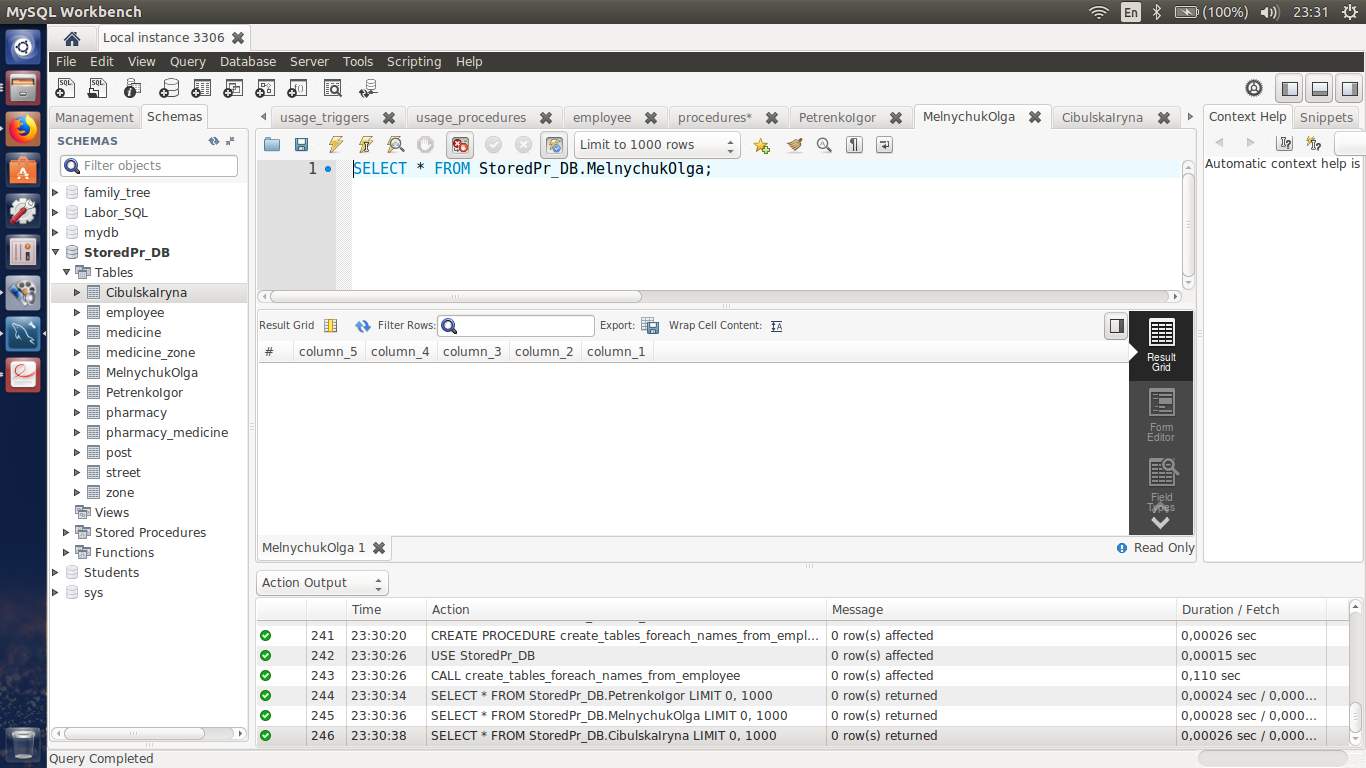 MySQL Workbench
En
(100%)
23:31
Local instance 3306
File Edit View Query Database Server Tools Scripting Help
Management
Schemas
usage_triggers
usage_procedures
employee
procedures*
PetrenkoIgor
MelnychukOlga
CibulskaIryna
Context Help
Snippets
SCHEMAS
Filter objects
Limit to 1000 rows
Automatic context help is
1
SELECT * FROM StoredPr_DB.MelnychukOlga;
family_tree
Labor_SQL
mydb
StoredPr_DB
Tables
CibulskaIryna
employee
medicine
medicine_zone
MelnychukOlga
PetrenkoIgor
pharmacy
pharmacy_medicine
post
street
zone
Views
Stored Procedures
Functions
Students
sys
Result Grid
Filter Rows:
Export:
Wrap Cell Content:
# column_5 column_4 column_3 column_2 column_1
Result
Grid
Form
Editor
Field
Types
MelnychukOlga 1
Read Only
Action Output
Time Action Message Duration / Fetch
241 23:30:20 CREATE PROCEDURE create_tables_foreach_names_from_empl... 0 row(s) affected 0,00026 sec
242 23:30:26 USE StoredPr_DB 0 row(s) affected 0,00015 sec
243 23:30:26 CALL create_tables_foreach_names_from_employee 0 row(s) affected 0,110 sec
244 23:30:34 SELECT * FROM StoredPr_DB.PetrenkoIgor LIMIT 0, 1000 0 row(s) returned 0,00024 sec / 0,000...
245 23:30:36 SELECT * FROM StoredPr_DB.MelnychukOlga LIMIT 0, 1000 0 row(s) returned 0,00028 sec / 0,000...
246 23:30:38 SELECT * FROM StoredPr_DB.CibulskaIryna LIMIT 0, 1000 0 row(s) returned 0,00026 sec / 0,000...
Query Completed